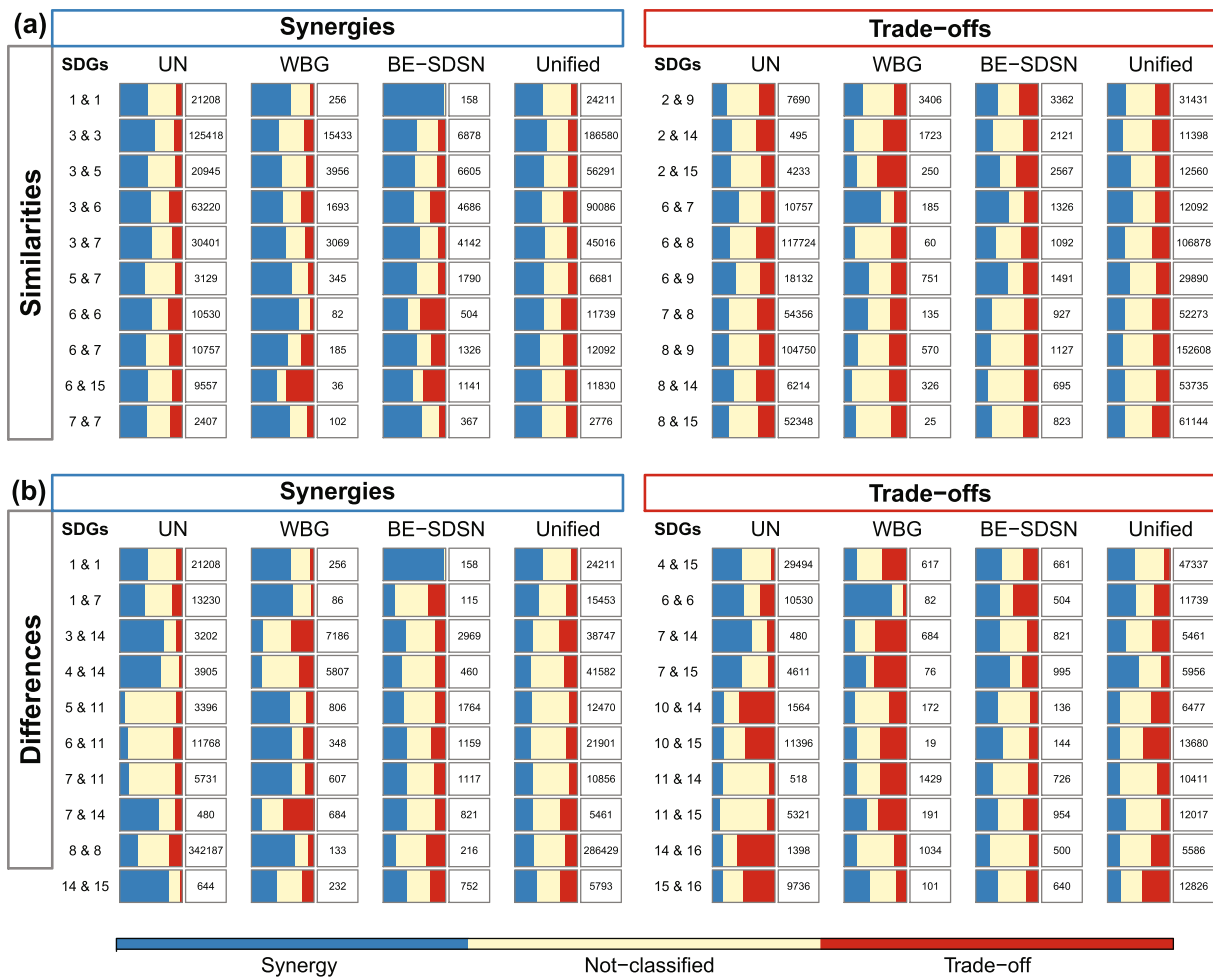 (a)
Synergies
Trade-offs
Similarities
SDGs UN WBG BE-SDSN Unified SDGs UN WBG BE-SDSN Unified
1 & 1 21208 256 158 24211 2 & 9 7690 3406 3362 31431
3 & 3 125418 15433 6878 186580 2 & 14 495 1723 2121 11398
3 & 5 20945 3956 6605 56291 2 & 15 4233 250 2567 12560
3 & 6 63220 1693 4686 90086 6 & 7 10757 185 1326 12092
3 & 7 30401 3069 4142 45016 6 & 8 117724 60 1092 106878
5 & 7 3129 345 1790 6681 6 & 9 18132 751 1491 29890
6 & 6 10530 82 504 11739 7 & 8 54356 135 927 52273
6 & 7 10757 185 1326 12092 8 & 9 104750 570 1127 152608
6 & 15 9557 36 1141 11830 8 & 14 6214 326 695 53735
7 & 7 2407 102 367 2776 8 & 15 52348 25 823 61144
(b)
Synergies
Trade-offs
Differences
SDGs UN WBG BE-SDSN Unified SDGs UN WBG BE-SDSN Unified
1 & 1 21208 256 158 24211 4 & 15 29494 617 661 47337
1 & 7 13230 86 115 15453 6 & 6 10530 82 504 11739
3 & 14 3202 7186 2969 38747 7 & 14 480 684 821 5461
4 & 14 3905 5807 460 41582 7 & 15 4611 76 995 5956
5 & 11 3396 806 1764 12470 10 & 14 1564 172 136 6477
6 & 11 11768 348 1159 21901 10 & 15 11396 19 144 13680
7 & 11 5731 607 1117 10856 11 & 14 518 1429 726 10411
7 & 14 480 684 821 5461 11 & 15 5321 191 954 12017
8 & 8 342187 133 216 286429 14 & 16 1398 1034 500 5586
14 & 15 644 232 752 5793 15 & 16 9736 101 640 12826
Synergy Not-classified Trade-off